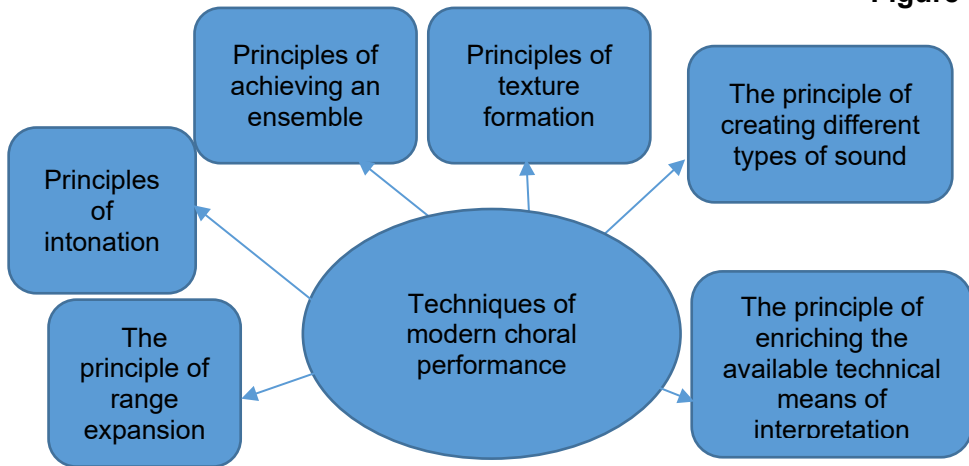 Figure
Principles of
achieving an
ensemble
Principles of
texture
formation
The principle of
creating different
types of sound
Principles
of
intonation
Techniques of
modern choral
performance
The
principle of
range
expansion
The principle of
enriching the
available technical
means of
interpretation